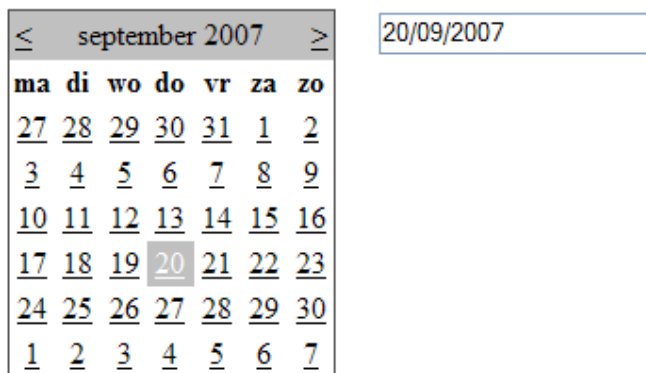 < september 2007 >
20/09/2007
ma di wo do vr za zo
27 28 29 30 31 1 2
3 4 5 6 7 8 9
10 11 12 13 14 15 16
17 18 19 20 21 22 23
24 25 26 27 28 29 30
1 2 3 4 5 6 7